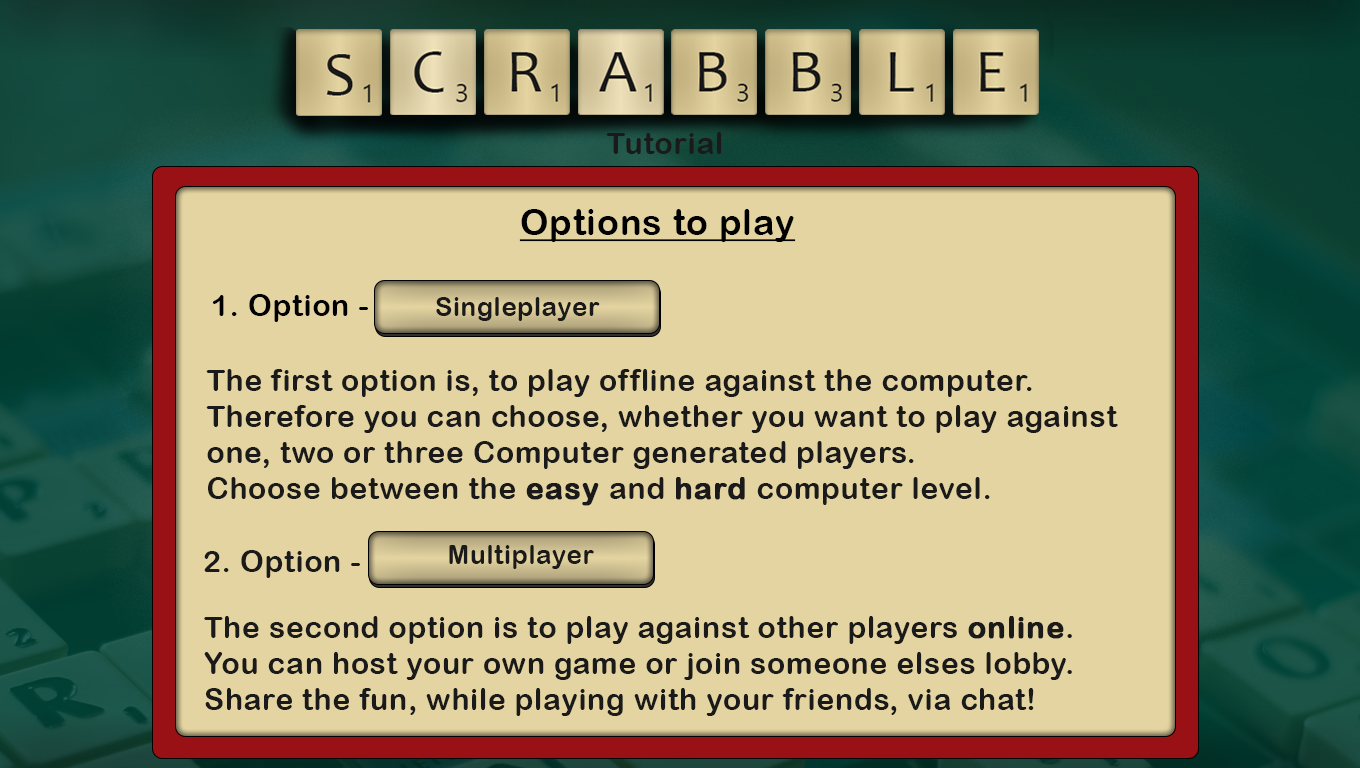 S1 C3 R1 A1 B3 B3 L1 E1
Tutorial
Options to play
1. Option - Singleplayer
The first option is, to play offline against the computer.
Therefore you can choose, whether you want to play against
one, two or three Computer generated players.
Choose between the easy and hard computer level.
2. Option - Multiplayer
The second option is to play against other players online.
You can host your own game or join someone elses lobby.
Share the fun, while playing with your friends, via chat!
P 2
2
R 1
O